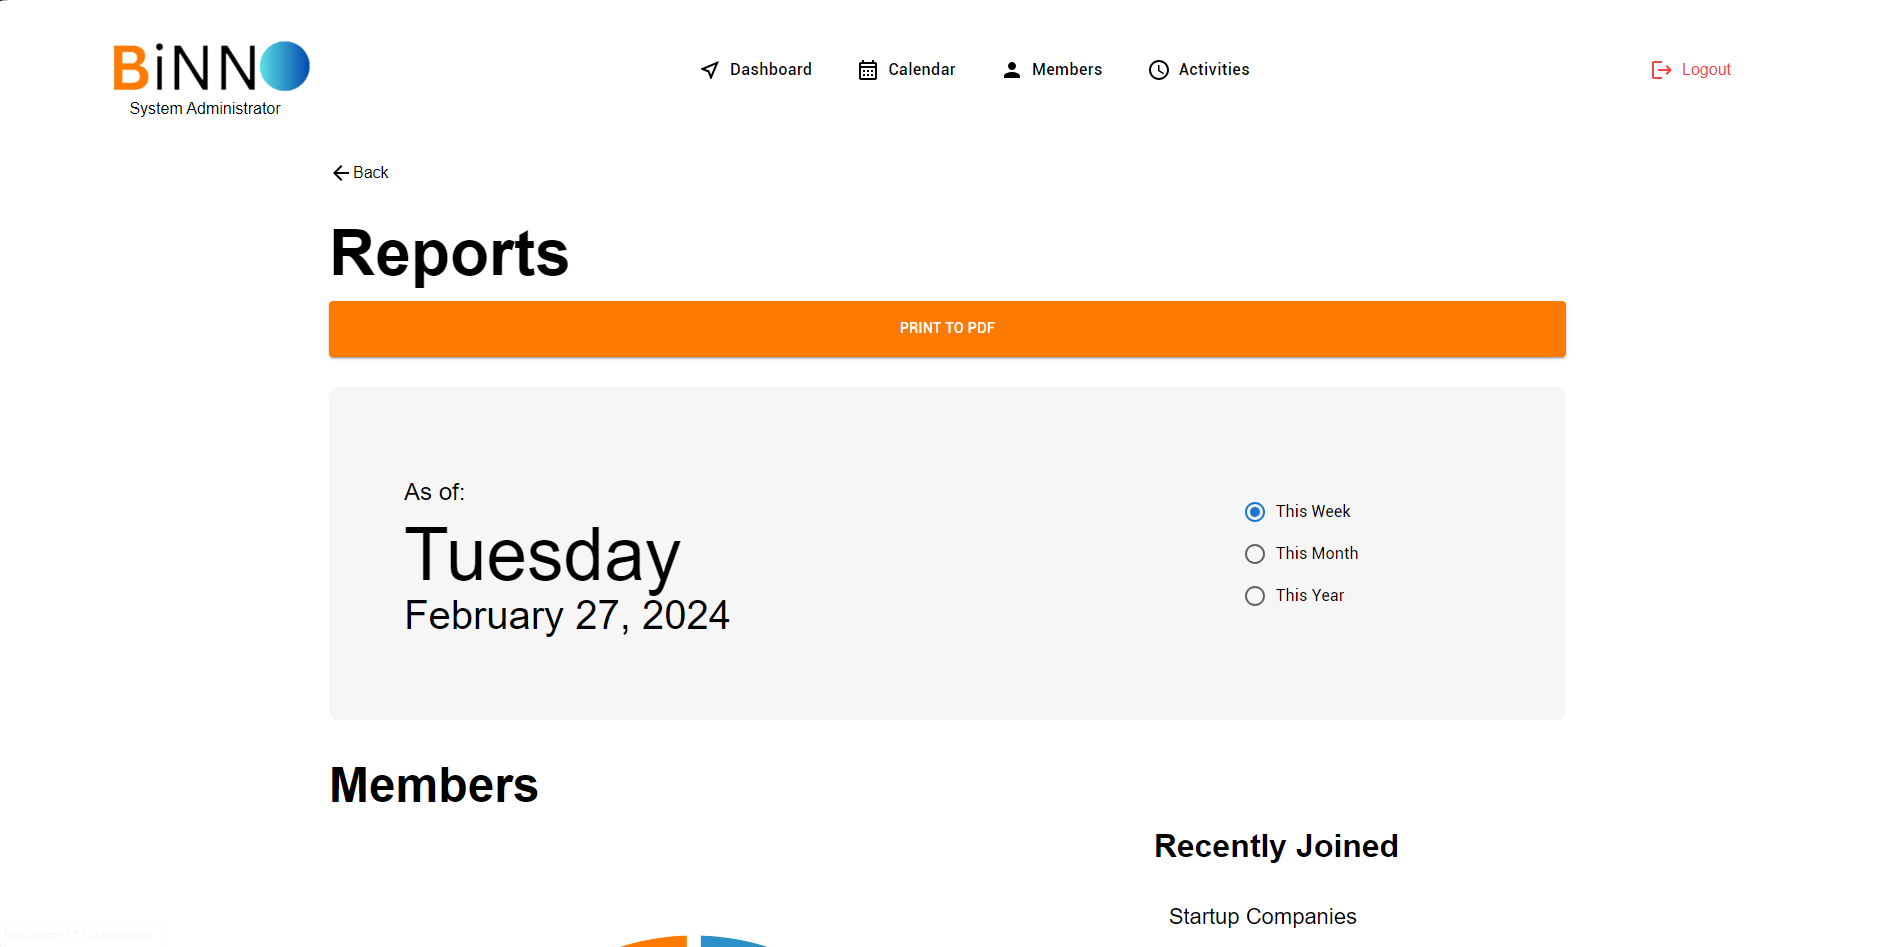 BiNNO
System Administrator
Dashboard
Calendar
Members
Activities
Logout
Back
Reports
PRINT TO PDF
As of:
Tuesday
February 27, 2024
This Week
This Month
This Year
Members
Recently Joined
Startup Companies
localhost:5173/dashboard